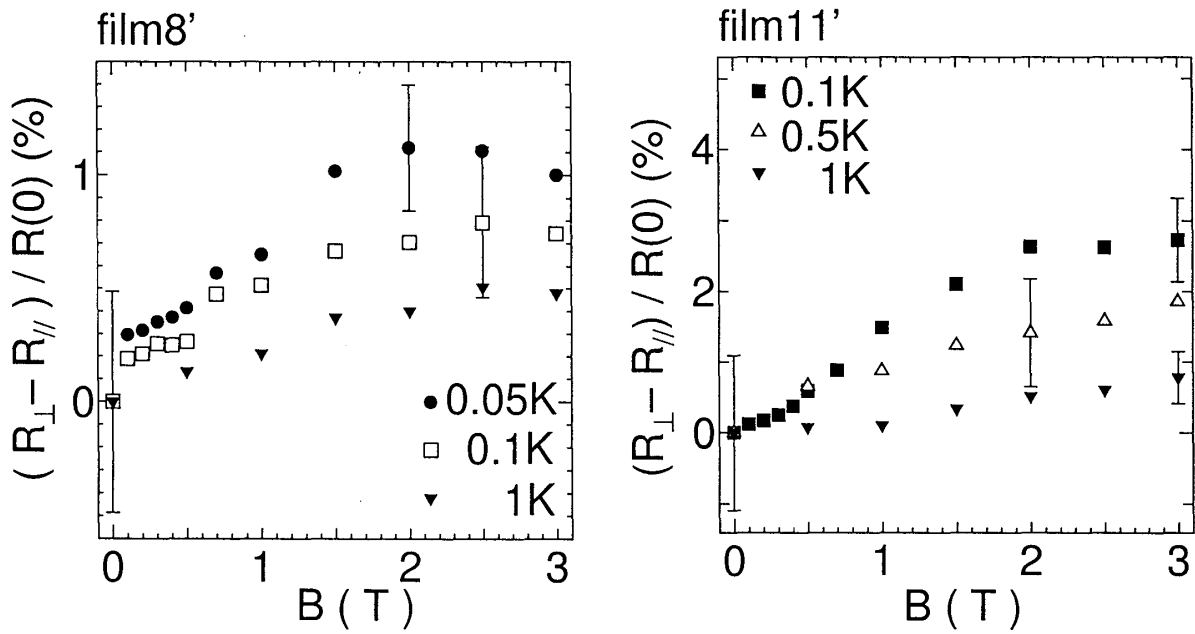 film8’
(R⊥− R//) / R(0) (%)
1
0
● 0.05K
□ 0.1K
▼ 1K
0 1 2 3
B ( T )
film11’
(R⊥− R//) / R(0) (%)
■ 0.1K
△ 0.5K
▼ 1K
4
2
0
0 1 2 3
B ( T )